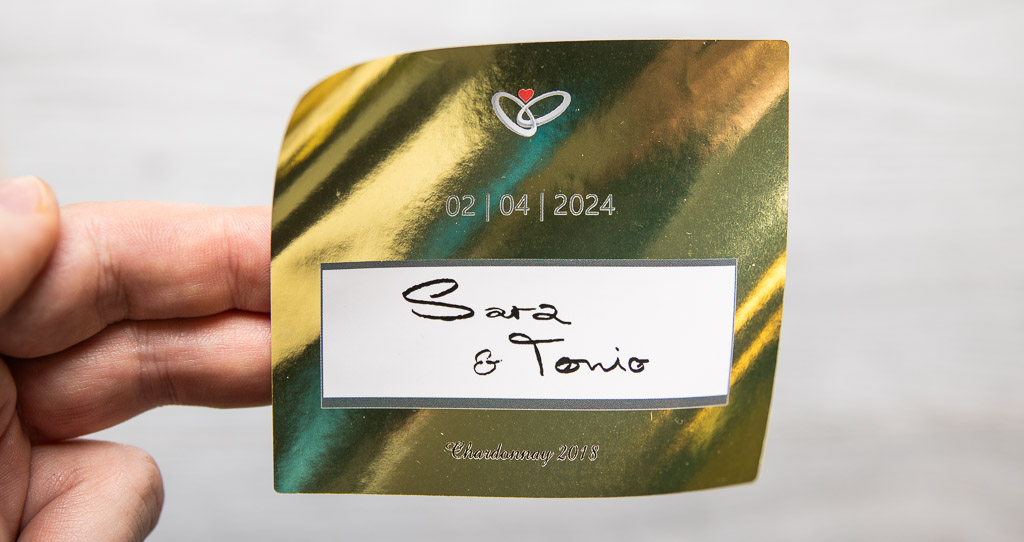 02 | 04 | 2024
Sara
& Tonio
Chardonnay 2018